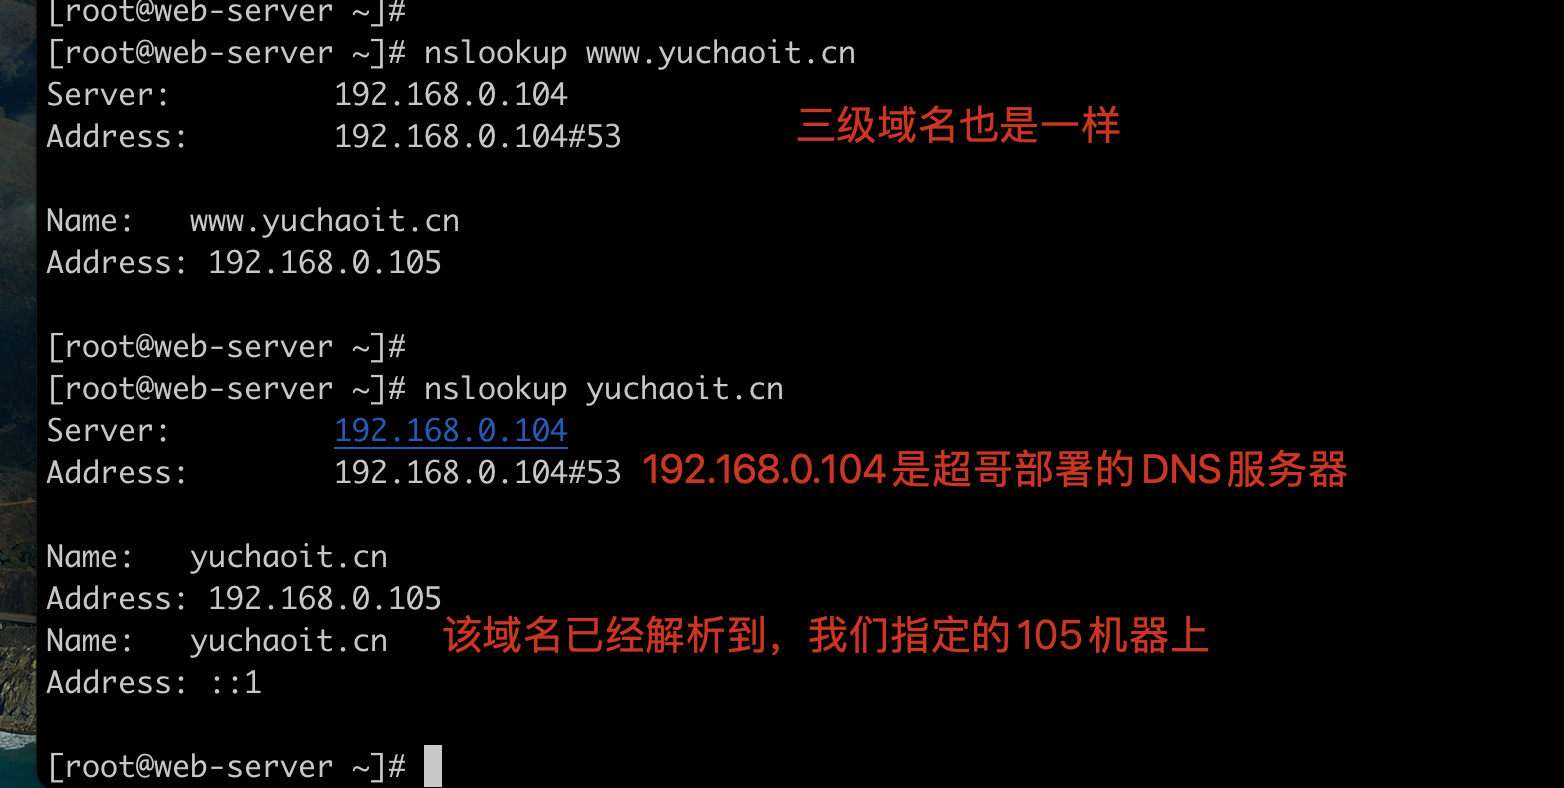 [root@web-server ~]#
[root@web-server ~]# nslookup www.yuchaoit.cn
Server:         192.168.0.104
Address:        192.168.0.104#53
三级域名也是一样
Name:   www.yuchaoit.cn
Address: 192.168.0.105
[root@web-server ~]#
[root@web-server ~]# nslookup yuchaoit.cn
Server:         192.168.0.104
Address:        192.168.0.104#53 192.168.0.104是超哥部署的DNS服务器
Name:   yuchaoit.cn
Address: 192.168.0.105
Name:   yuchaoit.cn 该域名已经解析到，我们指定的105机器上
Address: ::1
[root@web-server ~]#